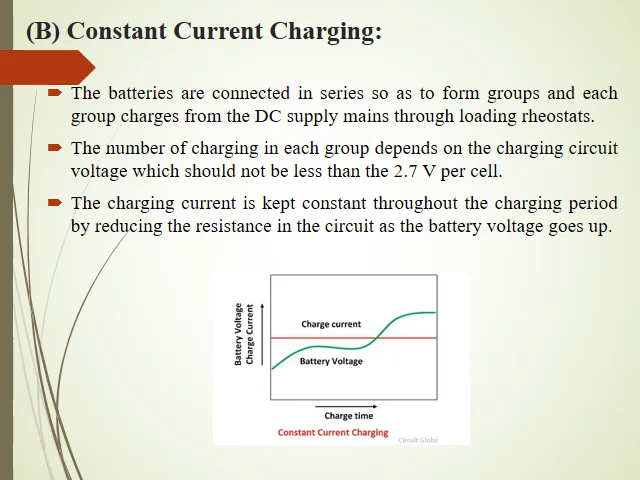 (B) Constant Current Charging:
The batteries are connected in series so as to form groups and each
group charges from the DC supply mains through loading rheostats.
The number of charging in each group depends on the charging circuit
voltage which should not be less than the 2.7 V per cell.
The charging current is kept constant throughout the charging period
by reducing the resistance in the circuit as the battery voltage goes up.
Battery Voltage
Charge Current
Charge current
Battery Voltage
Charge time
Constant Current Charging
Circuit Globe